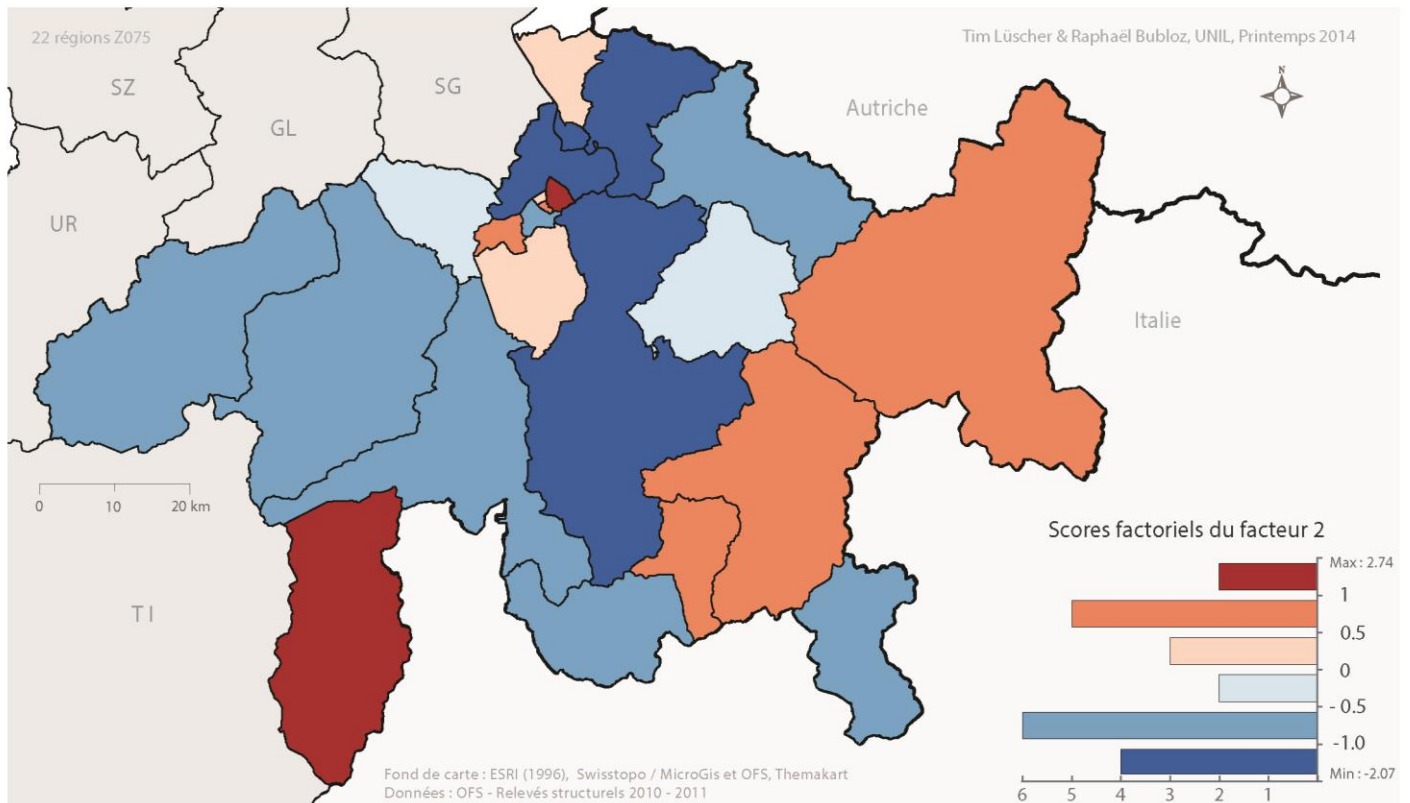 22 régions Z075
Tim Lüscher & Raphaël Bubloz, UNIL, Printemps 2014
N
SZ
SG
GL
Autriche
UR
Italie
0 10 20 km
TI
Scores factoriels du facteur 2
Max : 2.74
1
0.5
0
- 0.5
-1.0
Min : -2.07
6 5 4 3 2 1
Fond de carte : ESRI (1996), Swisstopo / MicroGis et OFS, Themakart
Données : OFS - Relevés structurels 2010 - 2011